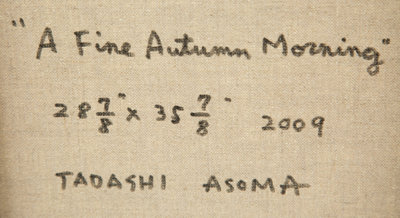 "A Fine Autumn Morning"
28 7/8" x 35 7/8" 2009
TADASHI ASOMA